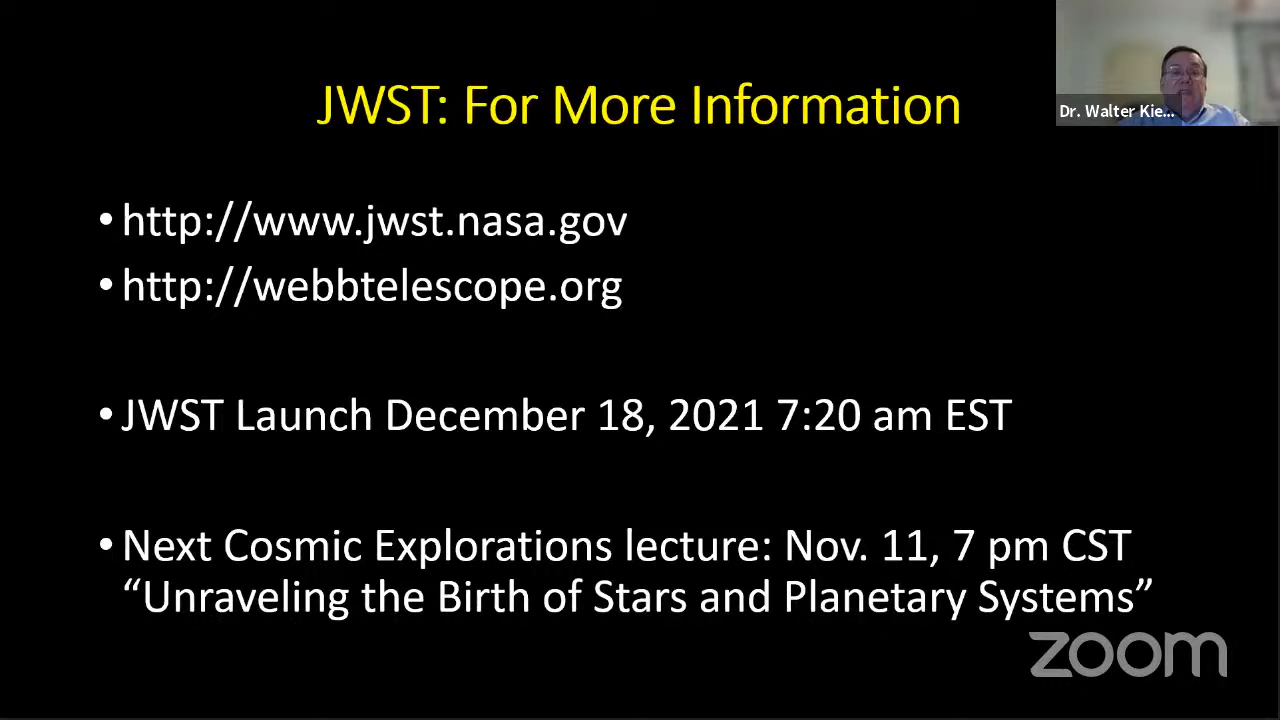 JWST: For More Information
Dr. Walter Kie...
• http://www.jwst.nasa.gov
• http://webbtelescope.org
• JWST Launch December 18, 2021 7:20 am EST
• Next Cosmic Explorations lecture: Nov. 11, 7 pm CST
“Unraveling the Birth of Stars and Planetary Systems”
zoom